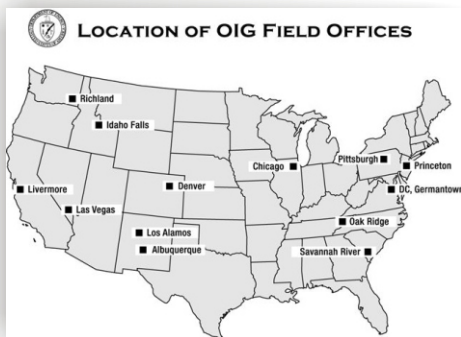 LOCATION OF OIG FIELD OFFICES
Richland
Idaho Falls
Chicago
Pittsburgh
Princeton
Livermore
Denver
DC, Germantown
Las Vegas
Oak Ridge
Los Alamos
Albuquerque
Savannah River